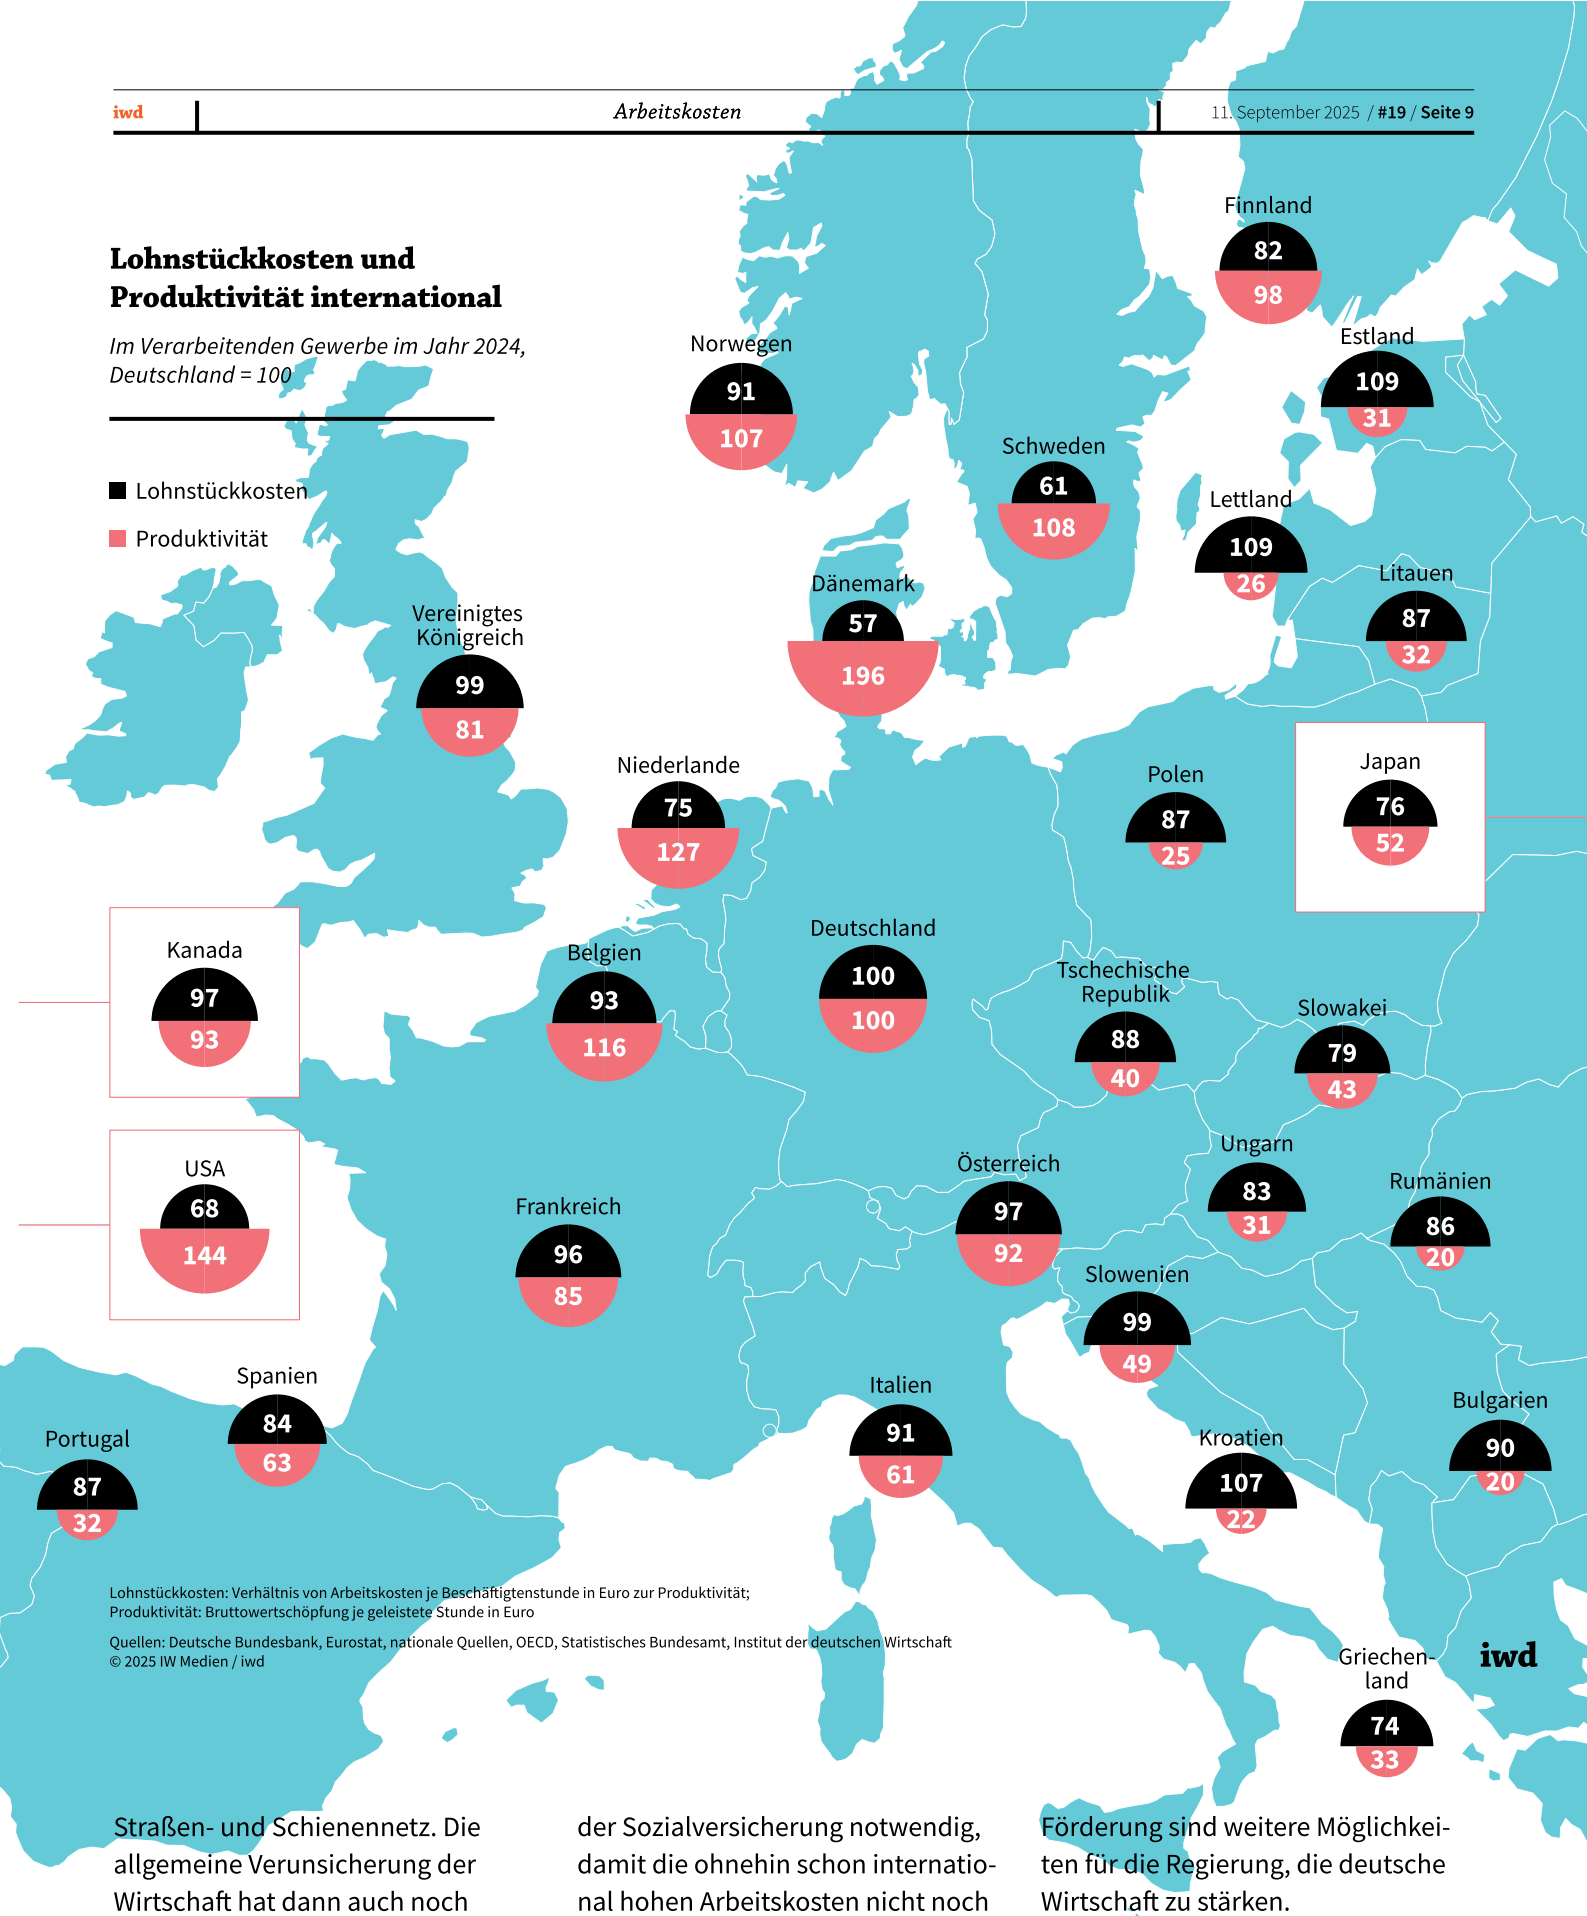 iwd
Arbeitskosten
11. September 2025 / #19 / Seite 9
Lohnstückkosten und
Produktivität international
Im Verarbeitenden Gewerbe im Jahr 2024,
Deutschland = 100
Lohnstückkosten
Produktivität
Finnland
82
98
Norwegen
91
107
Estland
109
31
Schweden
61
108
Lettland
109
26
Litauen
87
32
Dänemark
57
196
Vereinigtes
Königreich
99
81
Niederlande
75
127
Polen
87
25
Japan
76
52
Kanada
97
93
Belgien
93
116
Deutschland
100
100
Tschechische
Republik
88
40
Slowakei
79
43
USA
68
144
Frankreich
96
85
Österreich
97
92
Ungarn
83
31
Rumänien
86
20
Slowenien
99
49
Spanien
84
63
Portugal
87
32
Italien
91
61
Kroatien
107
22
Bulgarien
90
20
Griechen-
land
74
33
Lohnstückkosten: Verhältnis von Arbeitskosten je Beschäftigtenstunde in Euro zur Produktivität;
Produktivität: Bruttowertschöpfung je geleistete Stunde in Euro
Quellen: Deutsche Bundesbank, Eurostat, nationale Quellen, OECD, Statistisches Bundesamt, Institut der deutschen Wirtschaft
© 2025 IW Medien / iwd
iwd
Straßen- und Schienennetz. Die
allgemeine Verunsicherung der
Wirtschaft hat dann auch noch
der Sozialversicherung notwendig,
damit die ohnehin schon internatio-
nal hohen Arbeitskosten nicht noch
Förderung sind weitere Möglichkei-
ten für die Regierung, die deutsche
Wirtschaft zu stärken.